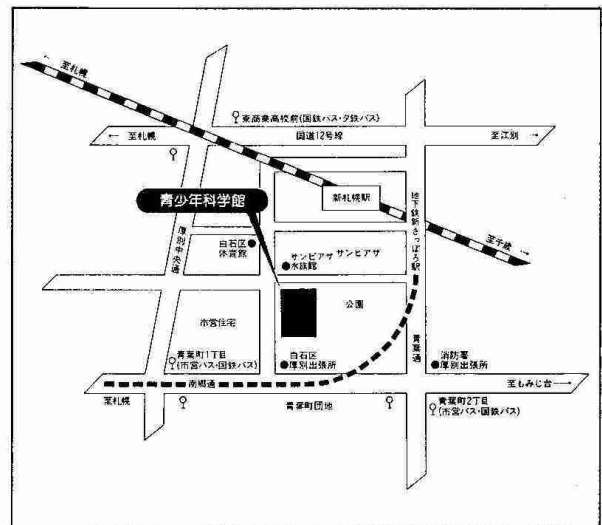 ← 至札幌
東商業高校前(国鉄バス・夕鉄バス)
← 至札幌
国道12号線
至江別 →
新札幌駅
青少年科学館
地下鉄新さっぽろ駅
厚別中央通
白石区
体育館
サンピアザ
水族館
サンピアザ
至千歳 →
公園
市営住宅
青葉通
青葉町1丁目
(市営バス・国鉄バス)
白石区
厚別出張所
消防署
厚別出張所
南郷通
至もみじ台 →
至札幌
青葉町団地
青葉町2丁目
(市営バス・国鉄バス)